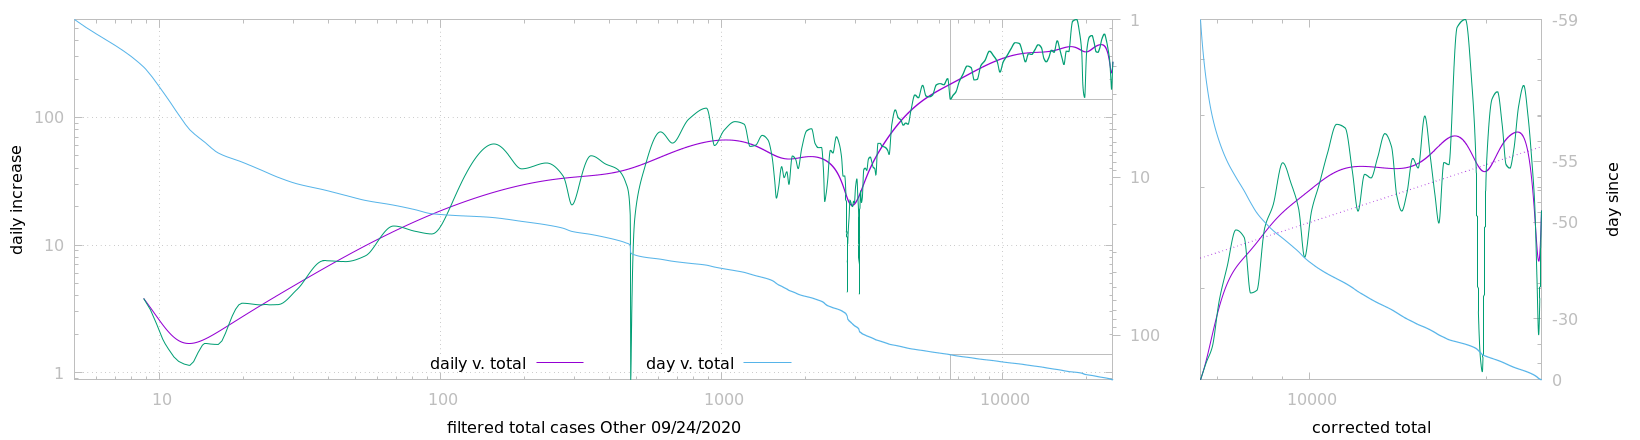 1
-59
100
daily increase
10
-55
-50
day since
10
100
-30
1
daily v. total
day v. total
0
10
100
1000
10000
10000
filtered total cases Other 09/24/2020
corrected total